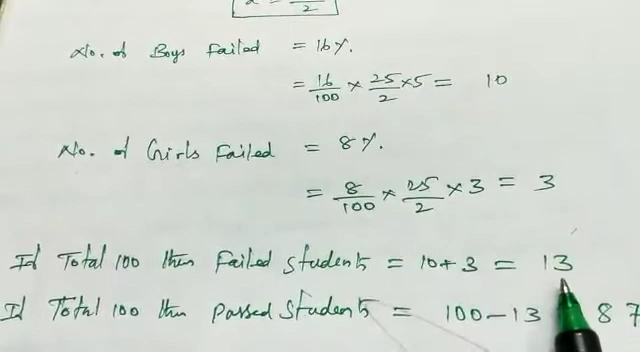 2
No. of Boys Failed = 16%.
= 16/100 × 25/2 × 5 = 10
No. of Girls Failed = 8%.
= 8/100 × 25/2 × 3 = 3
If Total 100 then Failed Students = 10+3 = 13
If Total 100 then Passed Students = 100-13 87